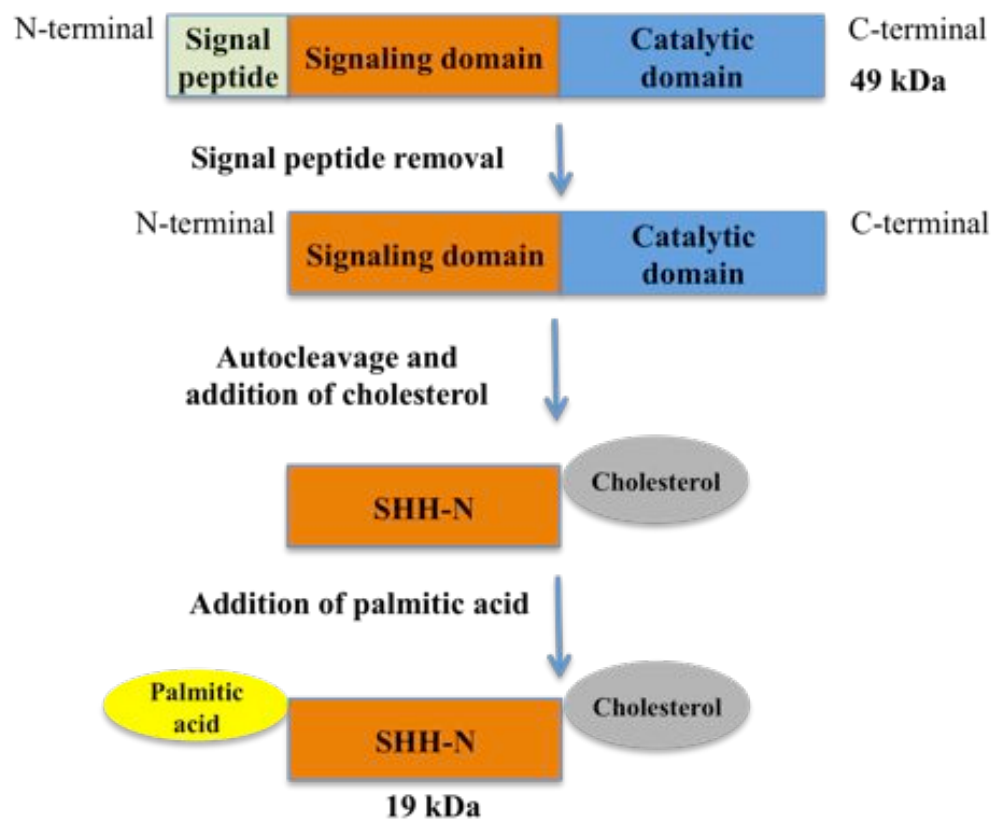 N-terminal
Signal
peptide
Signaling domain
Catalytic
domain
C-terminal
49 kDa
Signal peptide removal
N-terminal
Signaling domain
Catalytic
domain
C-terminal
Autocleavage and
addition of cholesterol
SHH-N
Cholesterol
Addition of palmitic acid
Palmitic
acid
SHH-N
Cholesterol
19 kDa